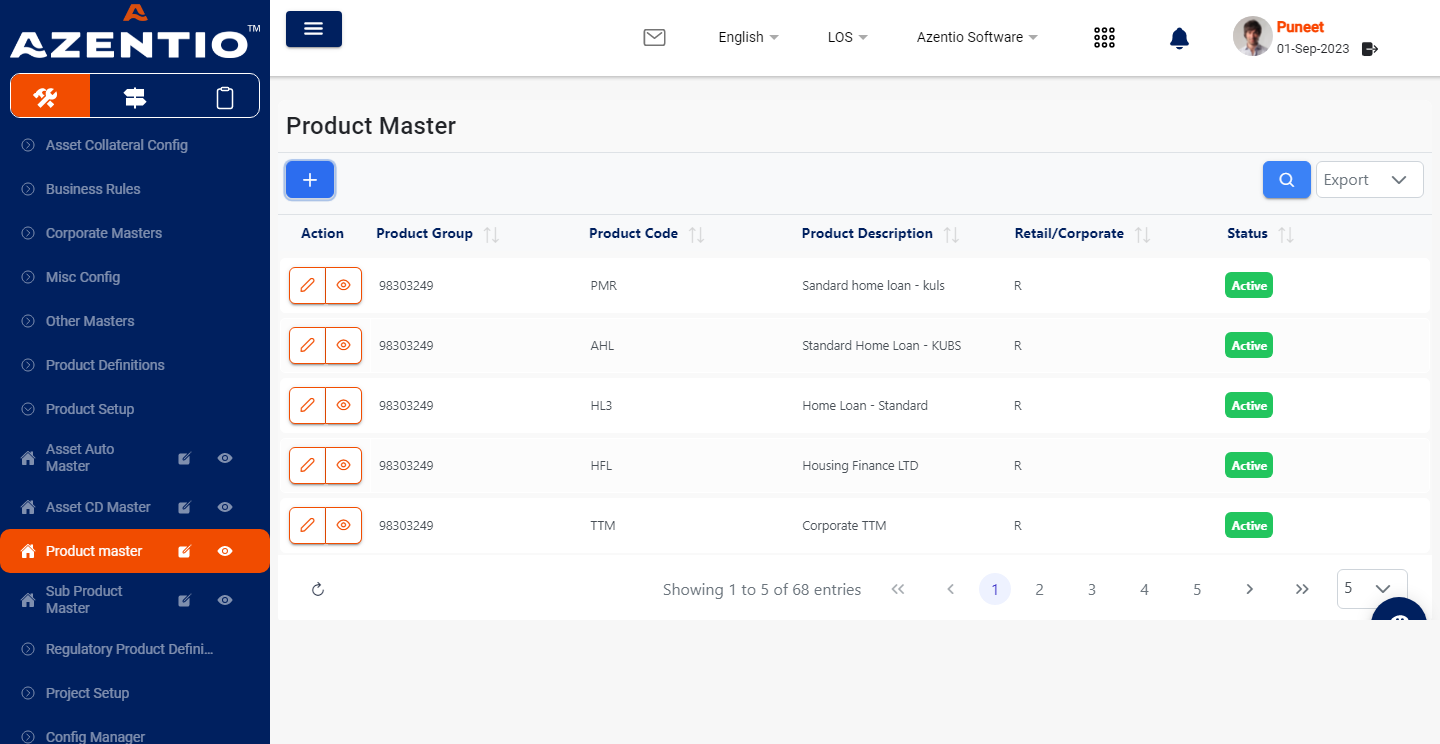 AZENTIO™
English
LOS
Azentio Software
Puneet
01-Sep-2023
Asset Collateral Config
Business Rules
Corporate Masters
Misc Config
Other Masters
Product Definitions
Product Setup
Asset Auto
Master
Asset CD Master
Product master
Sub Product
Master
Regulatory Product Defini...
Project Setup
Config Manager
Product Master
Export
Action Product Group Product Code Product Description Retail/Corporate Status
98303249 PMR Sandard home loan - kuls R Active
98303249 AHL Standard Home Loan - KUBS R Active
98303249 HL3 Home Loan - Standard R Active
98303249 HFL Housing Finance LTD R Active
98303249 TTM Corporate TTM R Active
Showing 1 to 5 of 68 entries 1 2 3 4 5 5